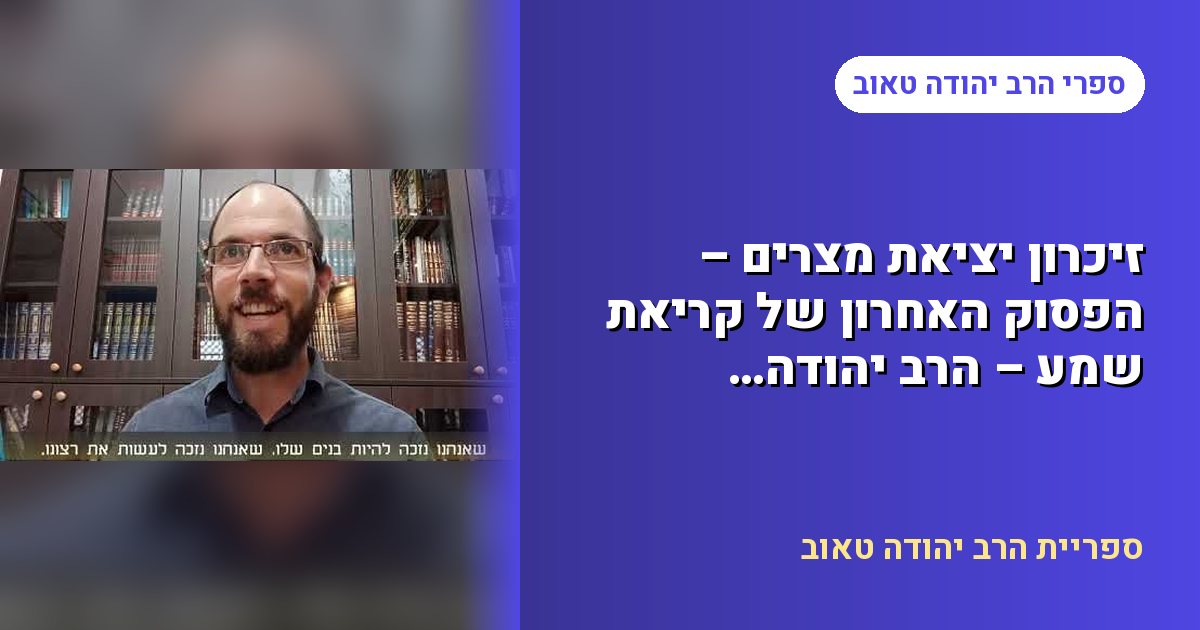 ספרי הרב יהודה טאוב
זיכרון יציאת מצרים –
הפסוק האחרון של קריאת
שמע – הרב יהודה...
שאנחנו נזכה להיות בנים שלו. שאנחנו נזכה לעשות את רצונו.
ספריית הרב יהודה טאוב